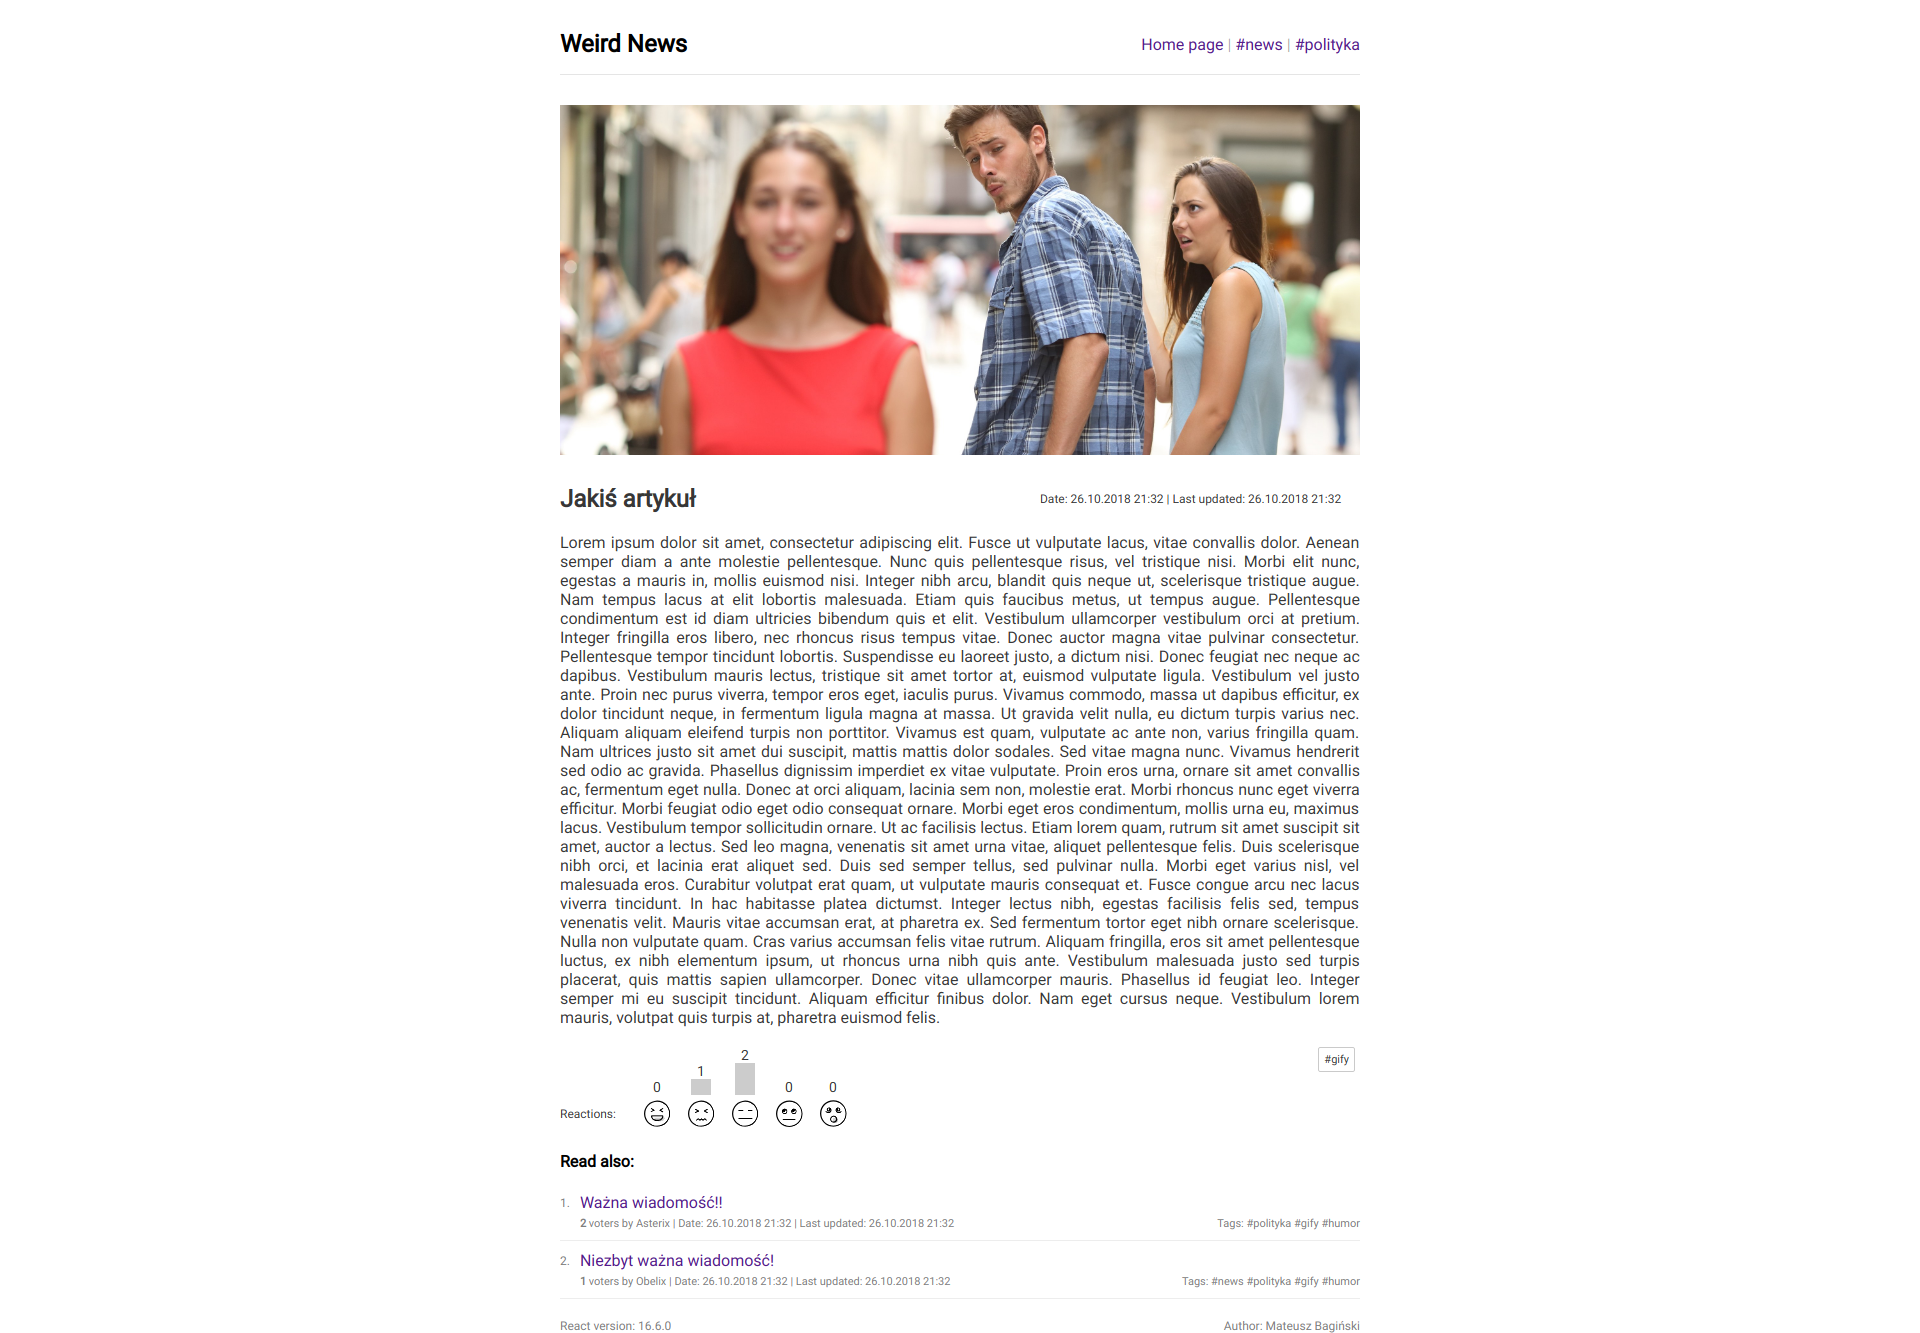 Weird News
Home page | #news | #polityka
Jakiś artykuł
Date: 26.10.2018 21:32 | Last updated: 26.10.2018 21:32
Lorem ipsum dolor sit amet, consectetur adipiscing elit. Fusce ut vulputate lacus, vitae convallis dolor. Aenean
semper diam a ante molestie pellentesque. Nunc quis pellentesque risus, vel tristique nisi. Morbi elit nunc,
egestas a mauris in, mollis euismod nisi. Integer nibh arcu, blandit quis neque ut, scelerisque tristique augue.
Nam tempus lacus at elit lobortis malesuada. Etiam quis faucibus metus, ut tempus augue. Pellentesque
condimentum est id diam ultricies bibendum quis et elit. Vestibulum ullamcorper vestibulum orci at pretium.
Integer fringilla eros libero, nec rhoncus risus tempus vitae. Donec auctor magna vitae pulvinar consectetur.
Pellentesque tempor tincidunt lobortis. Suspendisse eu laoreet justo, a dictum nisi. Donec feugiat nec neque ac
dapibus. Vestibulum mauris lectus, tristique sit amet tortor at, euismod vulputate ligula. Vestibulum vel justo
ante. Proin nec purus viverra, tempor eros eget, iaculis purus. Vivamus commodo, massa ut dapibus efficitur, ex
dolor tincidunt neque, in fermentum ligula magna at massa. Ut gravida velit nulla, eu dictum turpis varius nec.
Aliquam aliquam eleifend turpis non porttitor. Vivamus est quam, vulputate ac ante non, varius fringilla quam.
Nam ultrices justo sit amet dui suscipit, mattis mattis dolor sodales. Sed vitae magna nunc. Vivamus hendrerit
sed odio ac gravida. Phasellus dignissim imperdiet ex vitae vulputate. Proin eros urna, ornare sit amet convallis
ac, fermentum eget nulla. Donec at orci aliquam, lacinia sem non, molestie erat. Morbi rhoncus nunc eget viverra
efficitur. Morbi feugiat odio eget odio consequat ornare. Morbi eget eros condimentum, mollis urna eu, maximus
lacus. Vestibulum tempor sollicitudin ornare. Ut ac facilisis lectus. Etiam lorem quam, rutrum sit amet suscipit sit
amet, auctor a lectus. Sed leo magna, venenatis sit amet urna vitae, aliquet pellentesque felis. Duis scelerisque
nibh orci, et lacinia erat aliquet sed. Duis sed semper tellus, sed pulvinar nulla. Morbi eget varius nisl, vel
malesuada eros. Curabitur volutpat erat quam, ut vulputate mauris consequat et. Fusce congue arcu nec lacus
viverra tincidunt. In hac habitasse platea dictumst. Integer lectus nibh, egestas facilisis felis sed, tempus
venenatis velit. Mauris vitae accumsan erat, at pharetra ex. Sed fermentum tortor eget nibh ornare scelerisque.
Nulla non vulputate quam. Cras varius accumsan felis vitae rutrum. Aliquam fringilla, eros sit amet pellentesque
luctus, ex nibh elementum ipsum, ut rhoncus urna nibh quis ante. Vestibulum malesuada justo sed turpis
placerat, quis mattis sapien ullamcorper. Donec vitae ullamcorper mauris. Phasellus id feugiat leo. Integer
semper mi eu suscipit tincidunt. Aliquam efficitur finibus dolor. Nam eget cursus neque. Vestibulum lorem
mauris, volutpat quis turpis at, pharetra euismod felis.
Reactions: 0 1 2 0 0
#gify
Read also:
1. Ważna wiadomość!!
2 voters by Asterix | Date: 26.10.2018 21:32 | Last updated: 26.10.2018 21:32
Tags: #polityka #gify #humor
2. Niezbyt ważna wiadomość!
1 voters by Obelix | Date: 26.10.2018 21:32 | Last updated: 26.10.2018 21:32
Tags: #news #polityka #gify #humor
React version: 16.6.0
Author: Mateusz Bagiński